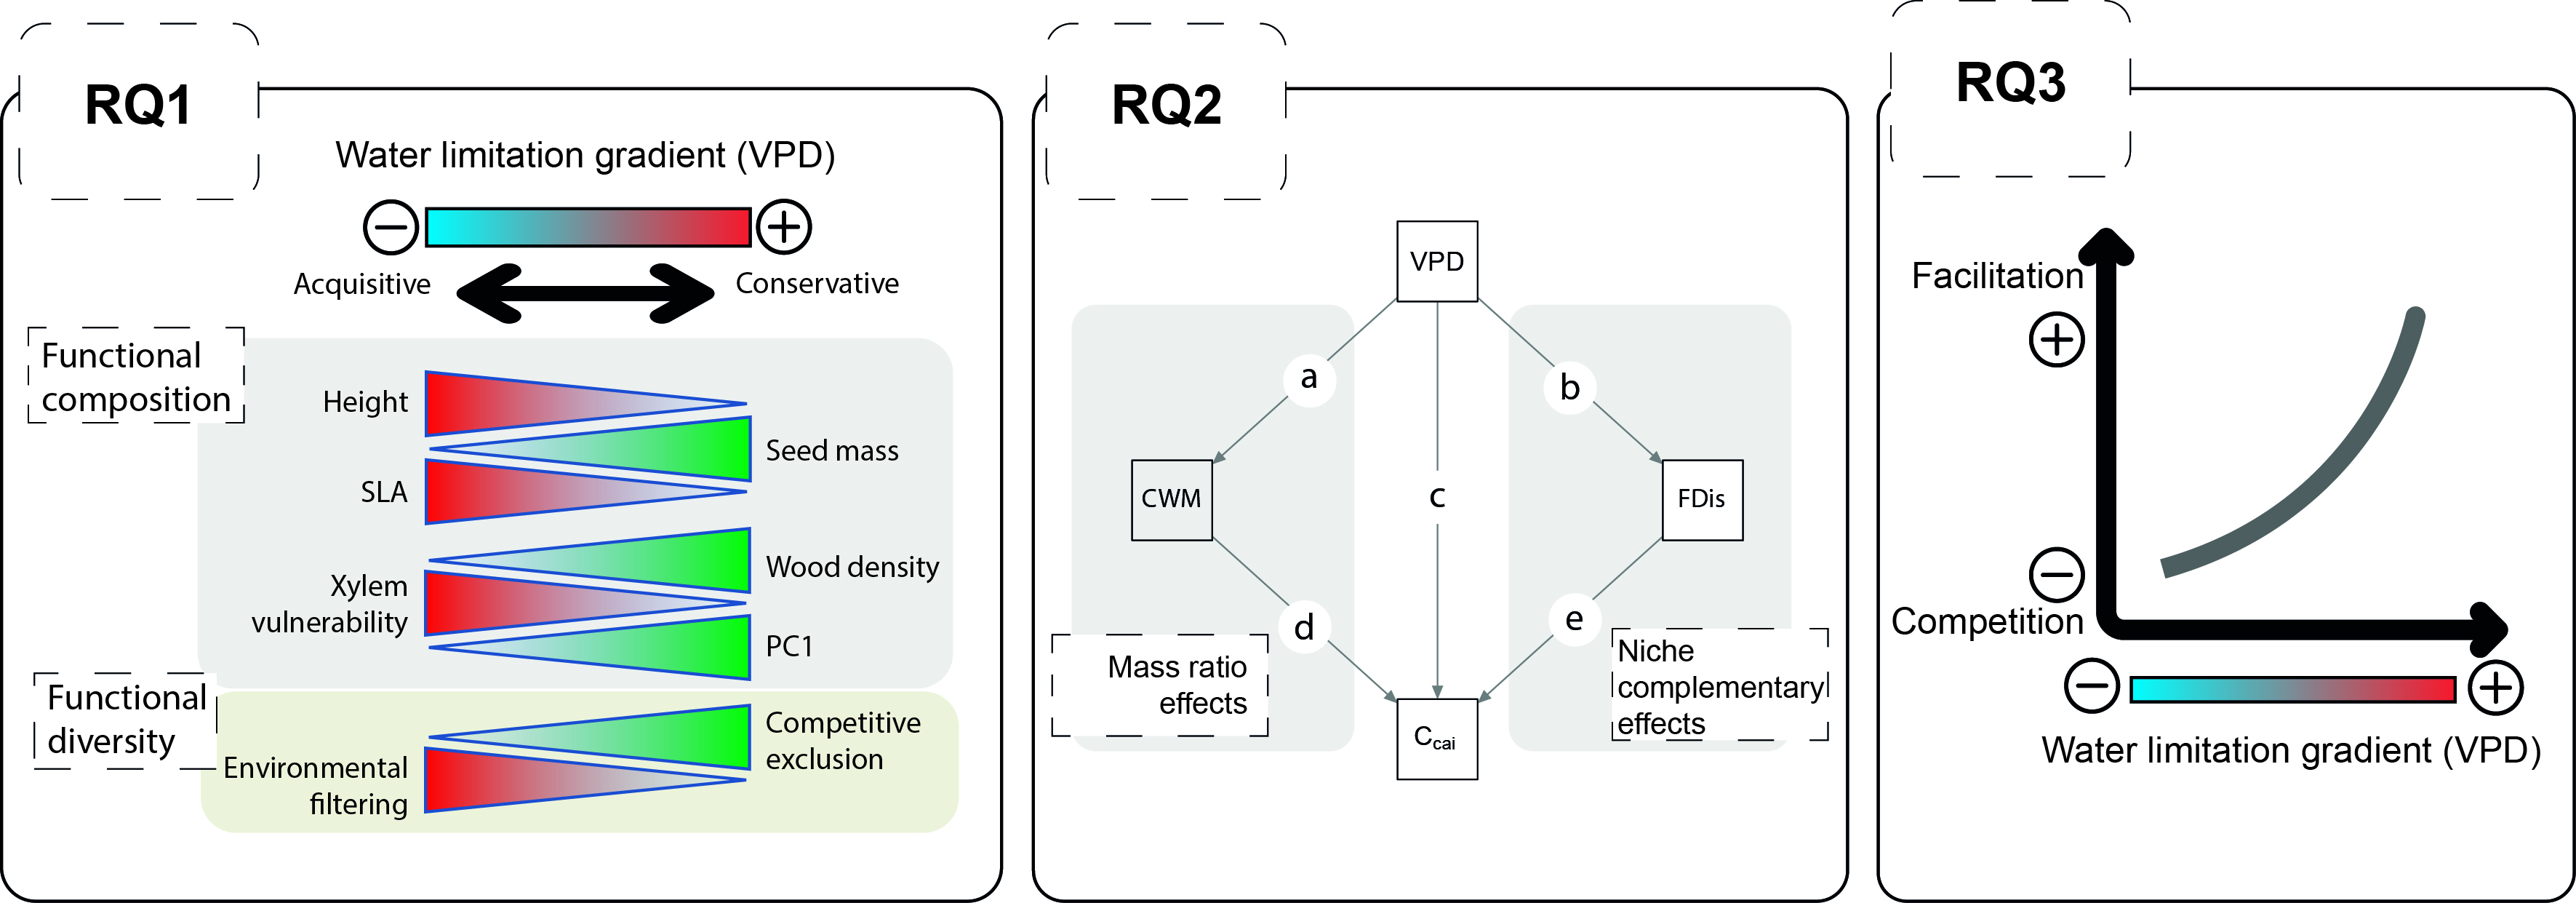 RQ1
Water limitation gradient (VPD)
−
+
Acquisitive
Conservative
Functional
composition
Height
Seed mass
SLA
Wood density
Xylem
vulnerability
PC1
Functional
diversity
Competitive
exclusion
Environmental
filtering
RQ2
VPD
a
b
CWM
c
FDis
d
e
Mass ratio
effects
Niche
complementary
effects
Ccai
RQ3
Facilitation
+
−
Competition
−
+
Water limitation gradient (VPD)